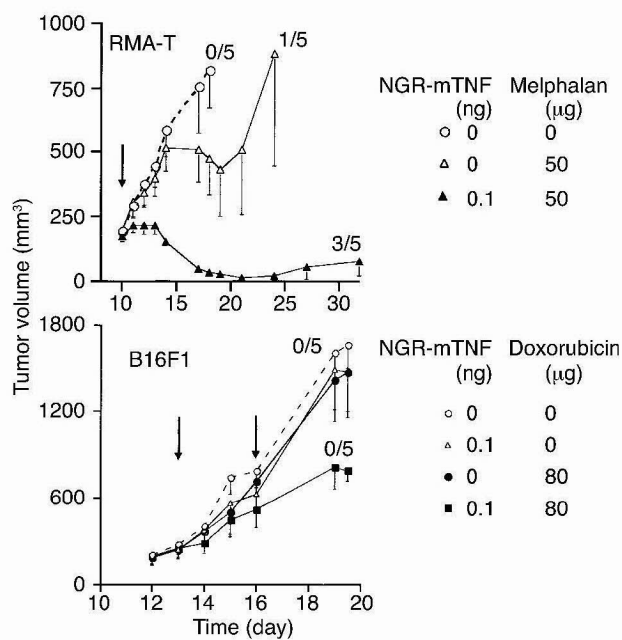 1000
RMA-T
0/5
1/5
750
500
250
3/5
0
10 15 20 25 30
NGR-mTNF Melphalan
(ng) (μg)
0 0
0 50
0.1 50
Tumor volume (mm³)
1800
B16F1
0/5
1200
0/5
600
0
10 12 14 16 18 20
Time (day)
NGR-mTNF Doxorubicin
(ng) (μg)
0 0
0.1 0
0 80
0.1 80